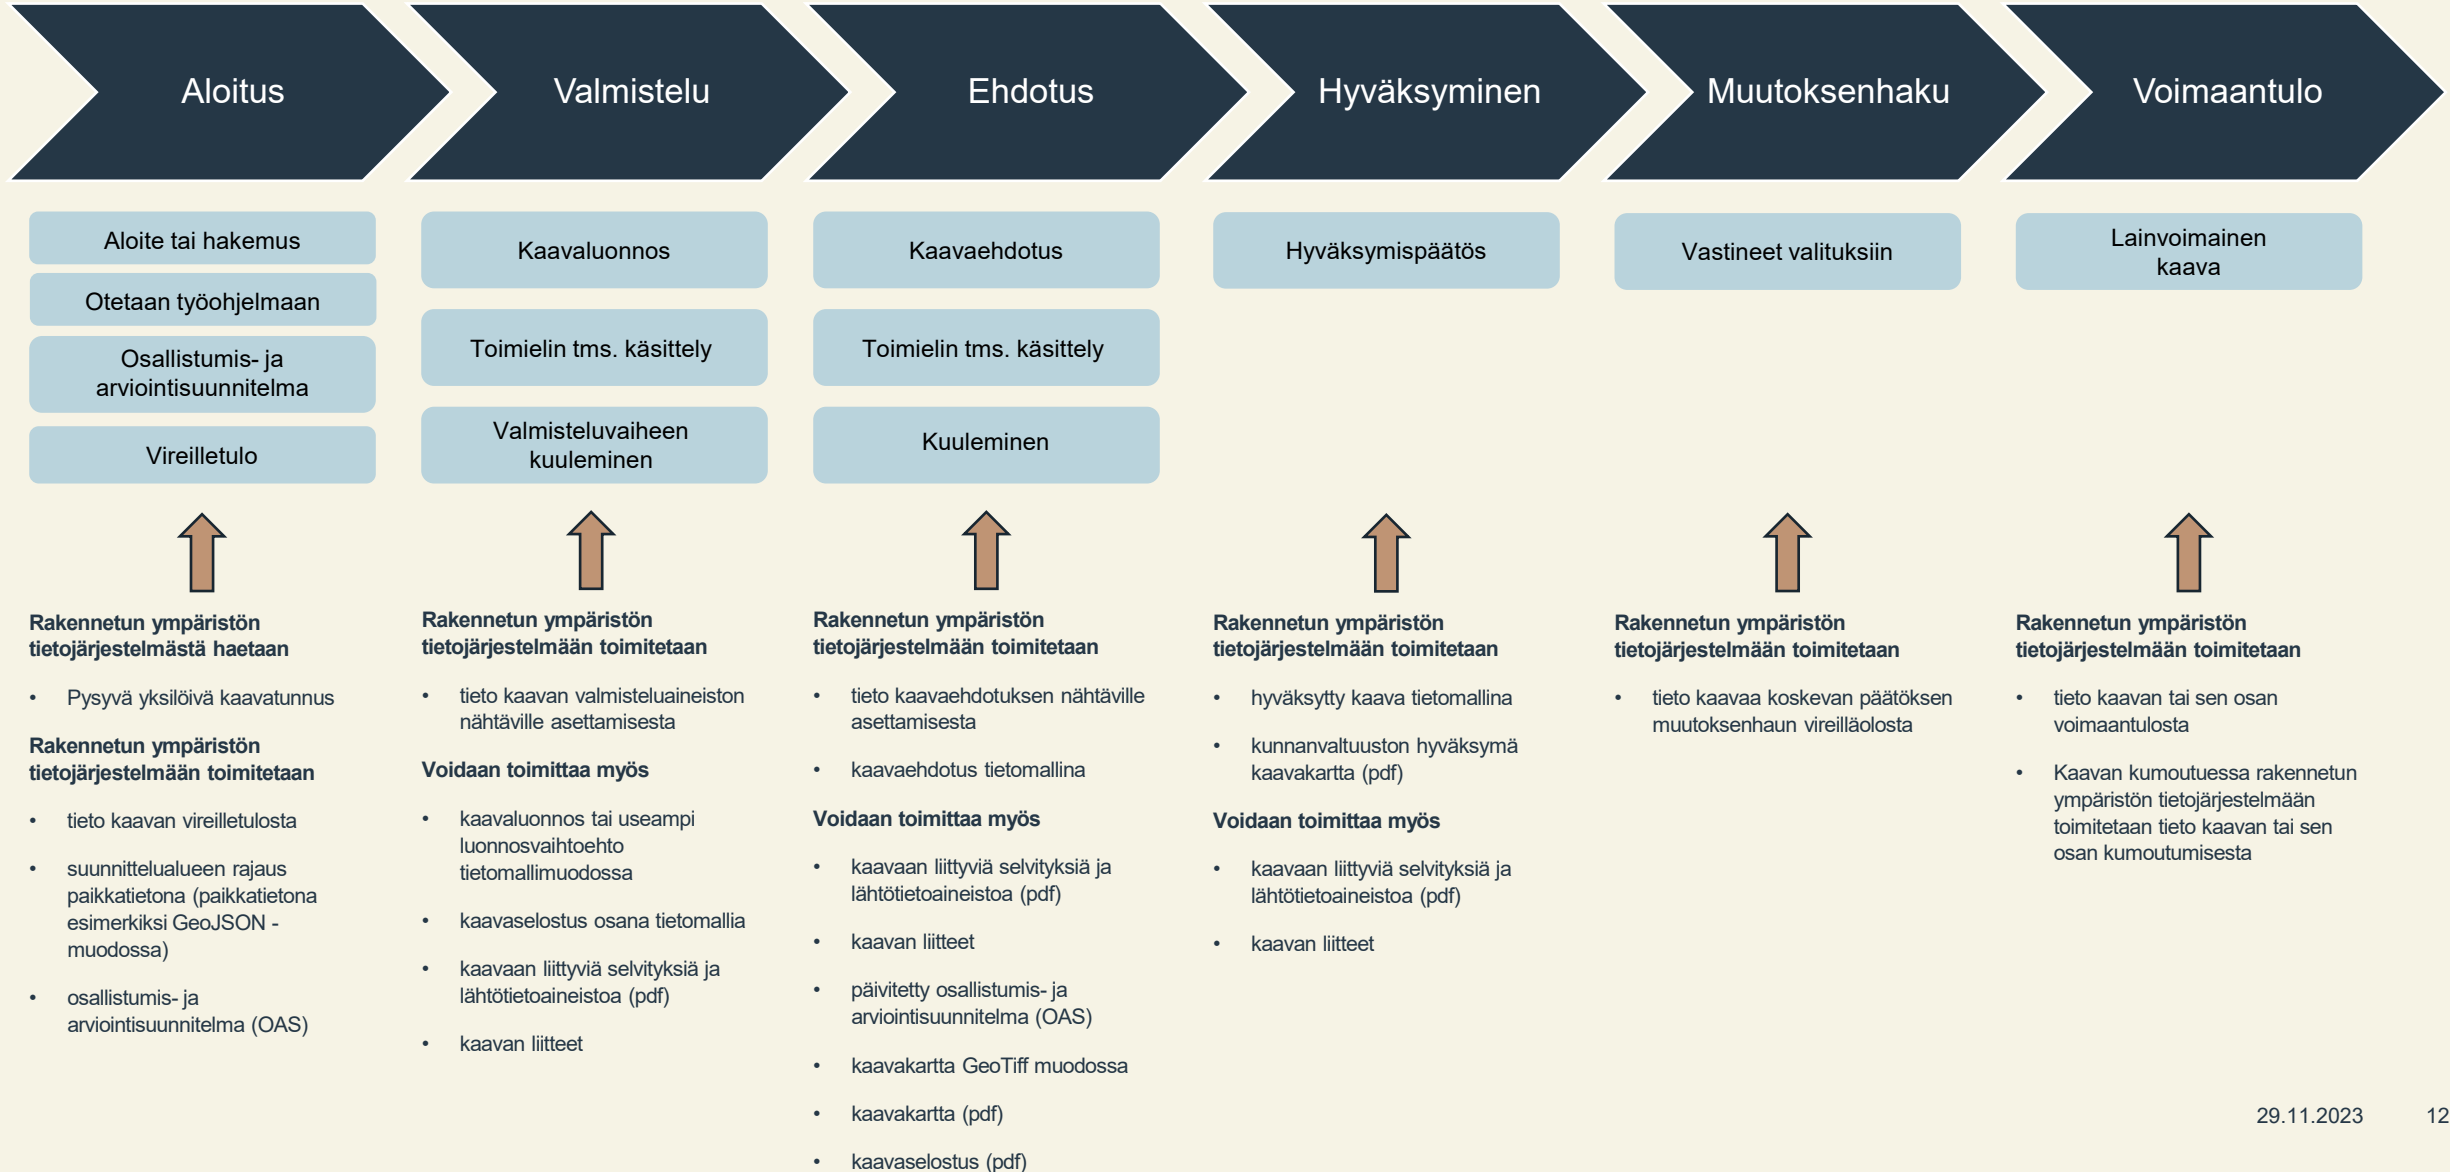 Aloitus
Valmistelu
Ehdotus
Hyväksyminen
Muutoksenhaku
Voimaantulo
Aloite tai hakemus
Otetaan työohjelmaan
Osallistumis- ja
arviointisuunnitelma
Vireilletulo
Kaavaluonnos
Toimielin tms. käsittely
Valmisteluvaiheen
kuuleminen
Kaavaehdotus
Toimielin tms. käsittely
Kuuleminen
Hyväksymispäätös
Vastineet valituksiin
Lainvoimainen
kaava
Rakennetun ympäristön
tietojärjestelmästä haetaan
• Pysyvä yksilöivä kaavatunnus
Rakennetun ympäristön
tietojärjestelmään toimitetaan
• tieto kaavan vireilletulosta
• suunnittelualueen rajaus
paikkatietona (paikkatietona
esimerkiksi GeoJSON -
muodossa)
• osallistumis- ja
arviointisuunnitelma (OAS)
Rakennetun ympäristön
tietojärjestelmään toimitetaan
• tieto kaavan valmisteluaineiston
nähtäville asettamisesta
Voidaan toimittaa myös
• kaavaluonnos tai useampi
luonnosvaihtoehto
tietomallimuodossa
• kaavaselostus osana tietomallia
• kaavaan liittyviä selvityksiä ja
lähtötietoaineistoa (pdf)
• kaavan liitteet
Rakennetun ympäristön
tietojärjestelmään toimitetaan
• tieto kaavaehdotuksen nähtäville
asettamisesta
• kaavaehdotus tietomallina
Voidaan toimittaa myös
• kaavaan liittyviä selvityksiä ja
lähtötietoaineistoa (pdf)
• kaavan liitteet
• päivitetty osallistumis- ja
arviointisuunnitelma (OAS)
• kaavakartta GeoTiff muodossa
• kaavakartta (pdf)
• kaavaselostus (pdf)
Rakennetun ympäristön
tietojärjestelmään toimitetaan
• hyväksytty kaava tietomallina
• kunnanvaltuuston hyväksymä
kaavakartta (pdf)
Voidaan toimittaa myös
• kaavaan liittyviä selvityksiä ja
lähtötietoaineistoa (pdf)
• kaavan liitteet
Rakennetun ympäristön
tietojärjestelmään toimitetaan
• tieto kaavaa koskevan päätöksen
muutoksenhaun vireilläolosta
Rakennetun ympäristön
tietojärjestelmään toimitetaan
• tieto kaavan tai sen osan
voimaantulosta
• Kaavan kumoutuessa rakennetun
ympäristön tietojärjestelmään
toimitetaan tieto kaavan tai sen
osan kumoutumisesta
29.11.2023 12